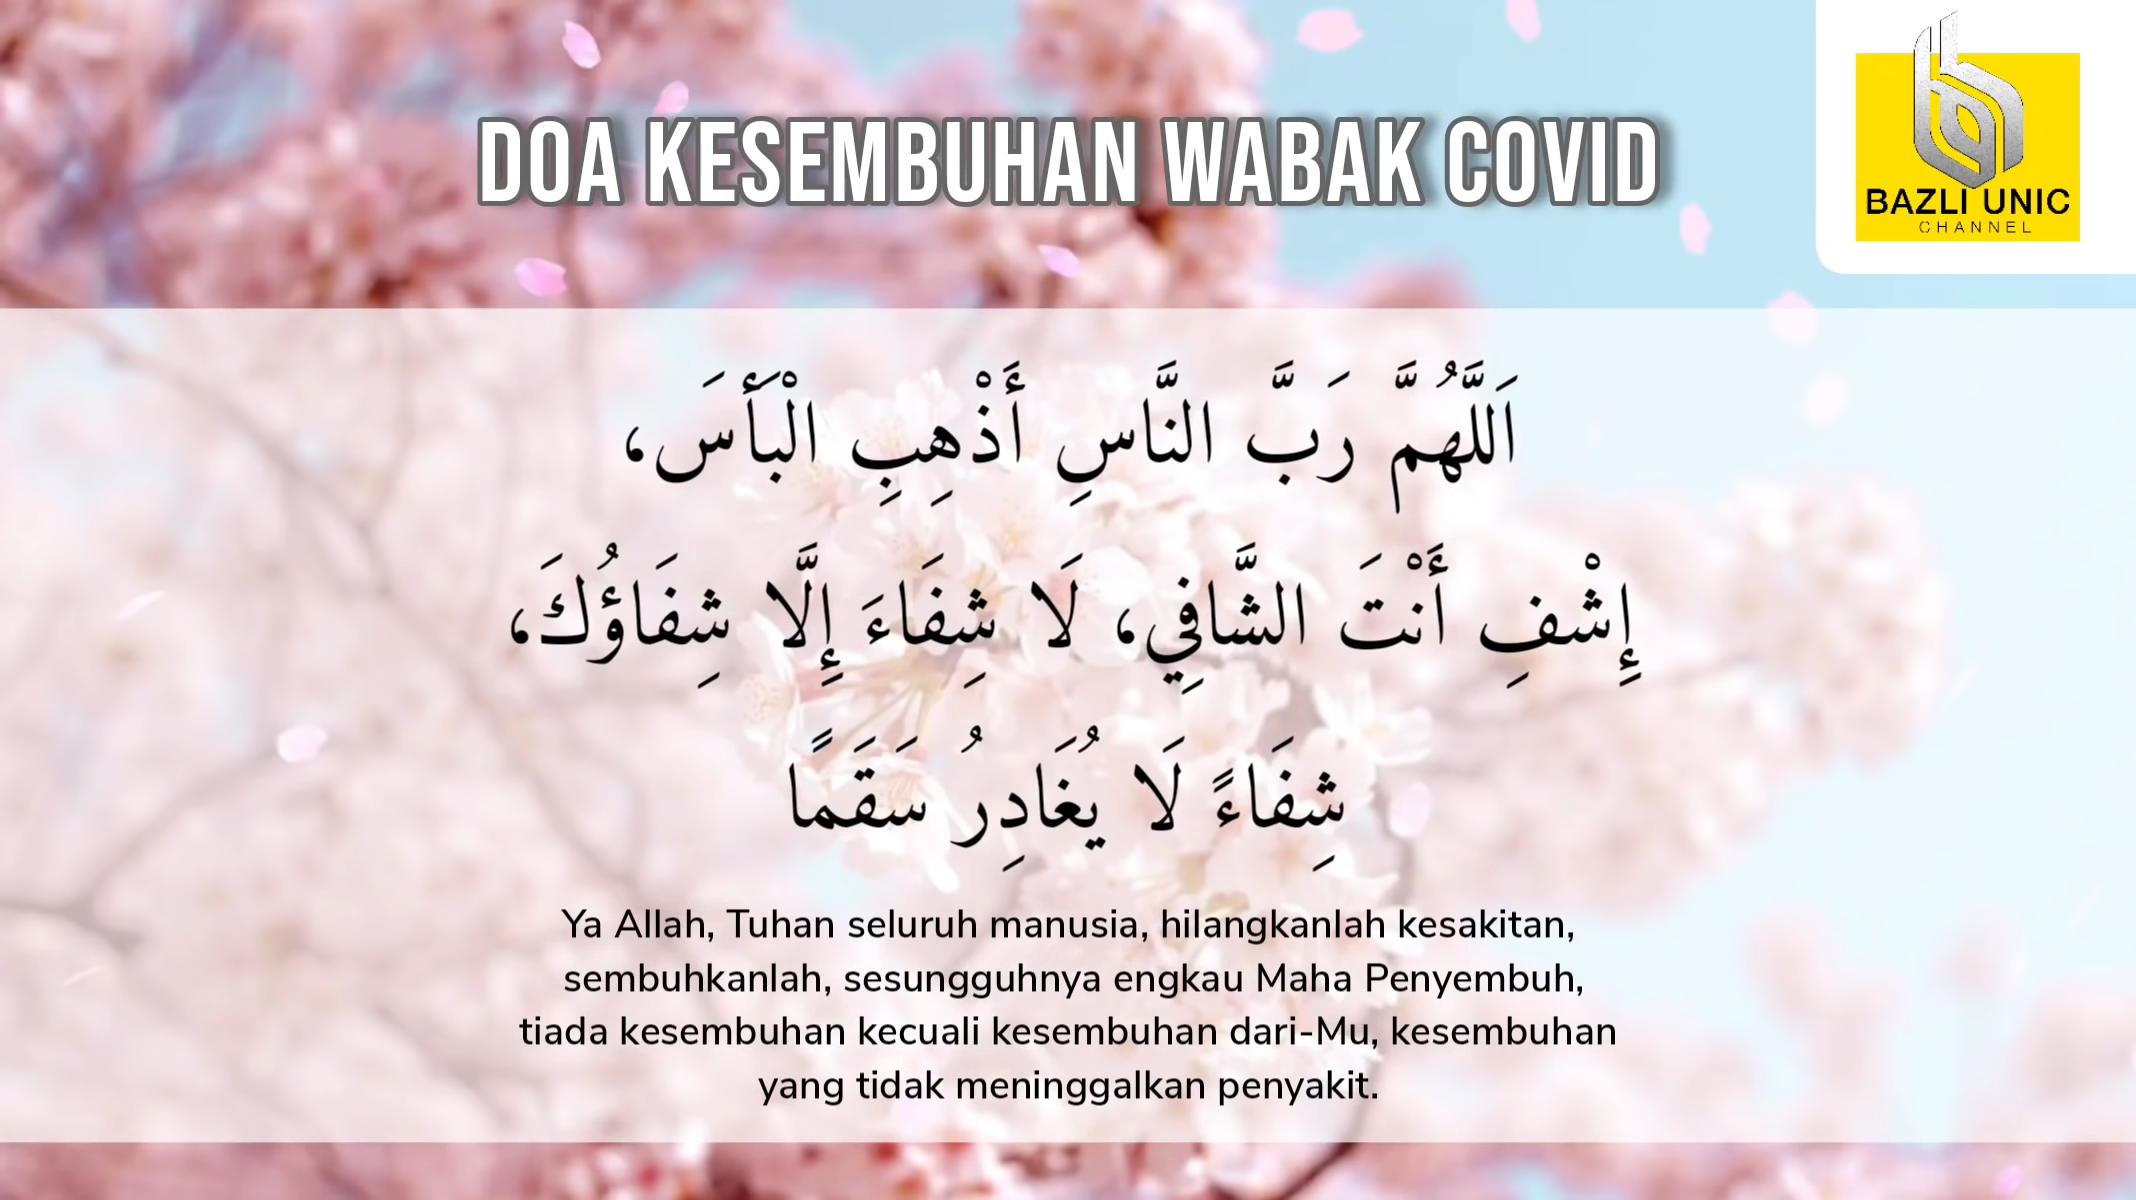 DOA KESEMBUHAN WABAK COVID
BAZLI UNIC
CHANNEL
اَللَّهُمَّ رَبَّ النَّاسِ أَذْهِبِ الْبَأَسَ،
إِشْفِ أَنْتَ الشَّافِي، لَا شِفَاءَ إِلَّا شِفَاؤُكَ،
شِفَاءً لَا يُغَادِرُ سَقَمًا
Ya Allah, Tuhan seluruh manusia, hilangkanlah kesakitan,
sembuhkanlah, sesungguhnya engkau Maha Penyembuh,
tiada kesembuhan kecuali kesembuhan dari-Mu, kesembuhan
yang tidak meninggalkan penyakit.